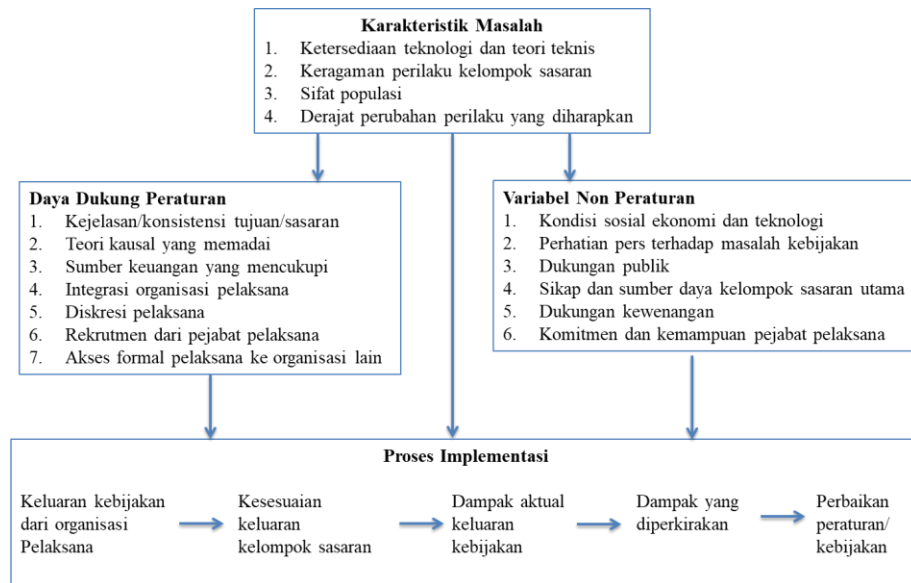 Karakteristik Masalah
1. Ketersediaan teknologi dan teori teknis
2. Keragaman perilaku kelompok sasaran
3. Sifat populasi
4. Derajat perubahan perilaku yang diharapkan
Daya Dukung Peraturan
1. Kejelasan/konsistensi tujuan/sasaran
2. Teori kausal yang memadai
3. Sumber keuangan yang mencukupi
4. Integrasi organisasi pelaksana
5. Diskresi pelaksana
6. Rekrutmen dari pejabat pelaksana
7. Akses formal pelaksana ke organisasi lain
Variabel Non Peraturan
1. Kondisi sosial ekonomi dan teknologi
2. Perhatian pers terhadap masalah kebijakan
3. Dukungan publik
4. Sikap dan sumber daya kelompok sasaran utama
5. Dukungan kewenangan
6. Komitmen dan kemampuan pejabat pelaksana
Proses Implementasi
Keluaran kebijakan
dari organisasi
Pelaksana
Kesesuaian
keluaran
kelompok sasaran
Dampak aktual
keluaran
kebijakan
Dampak yang
diperkirakan
Perbaikan
peraturan/
kebijakan